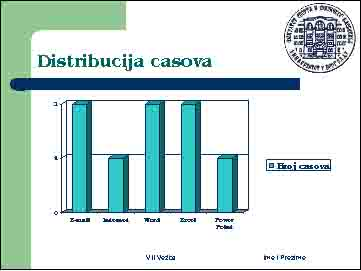 Distribucija casova
Broj casova
E-mail Internet Word Excel Power
Point
VII Vezba Ime i Prezime